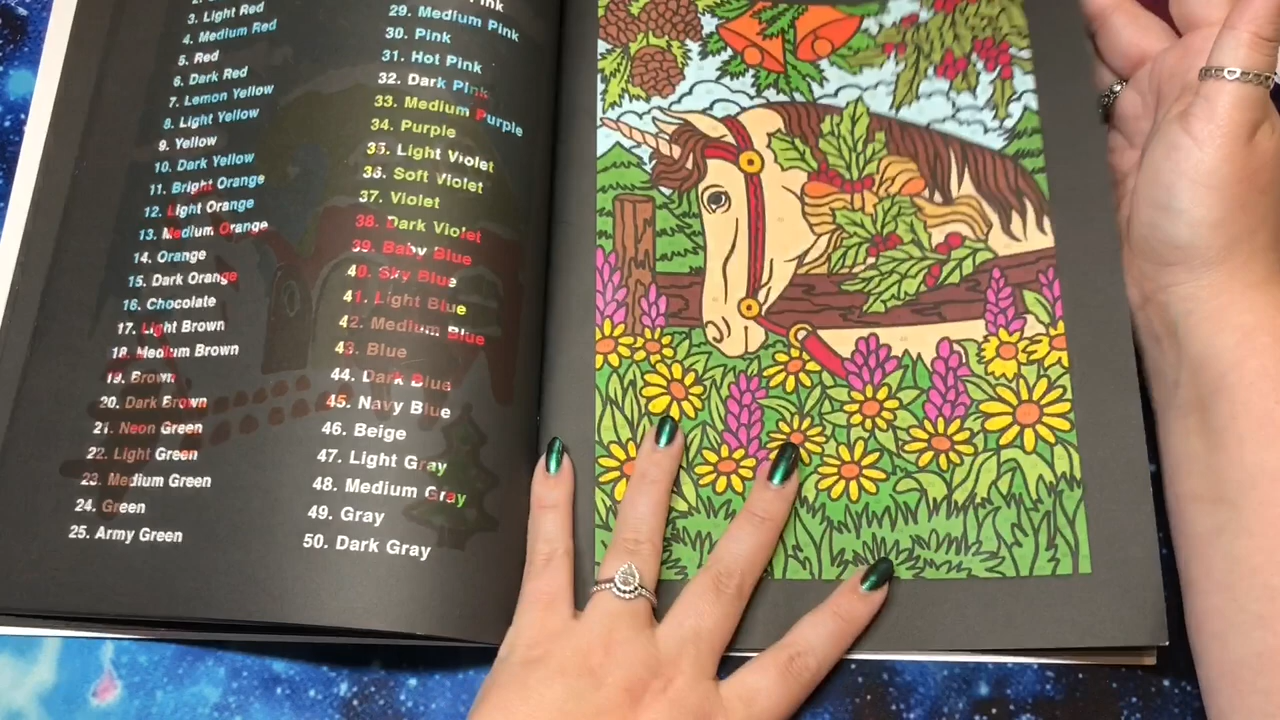 3. Light Red
4. Medium Red
5. Red
6. Dark Red
7. Lemon Yellow
8. Light Yellow
9. Yellow
10. Dark Yellow
11. Bright Orange
12. Light Orange
13. Medium Orange
14. Orange
15. Dark Orange
16. Chocolate
17. Light Brown
18. Medium Brown
19. Brown
20. Dark Brown
21. Neon Green
22. Light Green
23. Medium Green
24. Green
25. Army Green
Pink
29. Medium Pink
30. Pink
31. Hot Pink
32. Dark Pink
33. Medium Purple
34. Purple
35. Light Violet
36. Soft Violet
37. Violet
38. Dark Violet
39. Baby Blue
40. Sky Blue
41. Light Blue
42. Medium Blue
43. Blue
44. Dark Blue
45. Navy Blue
46. Beige
47. Light Gray
48. Medium Gray
49. Gray
50. Dark Gray